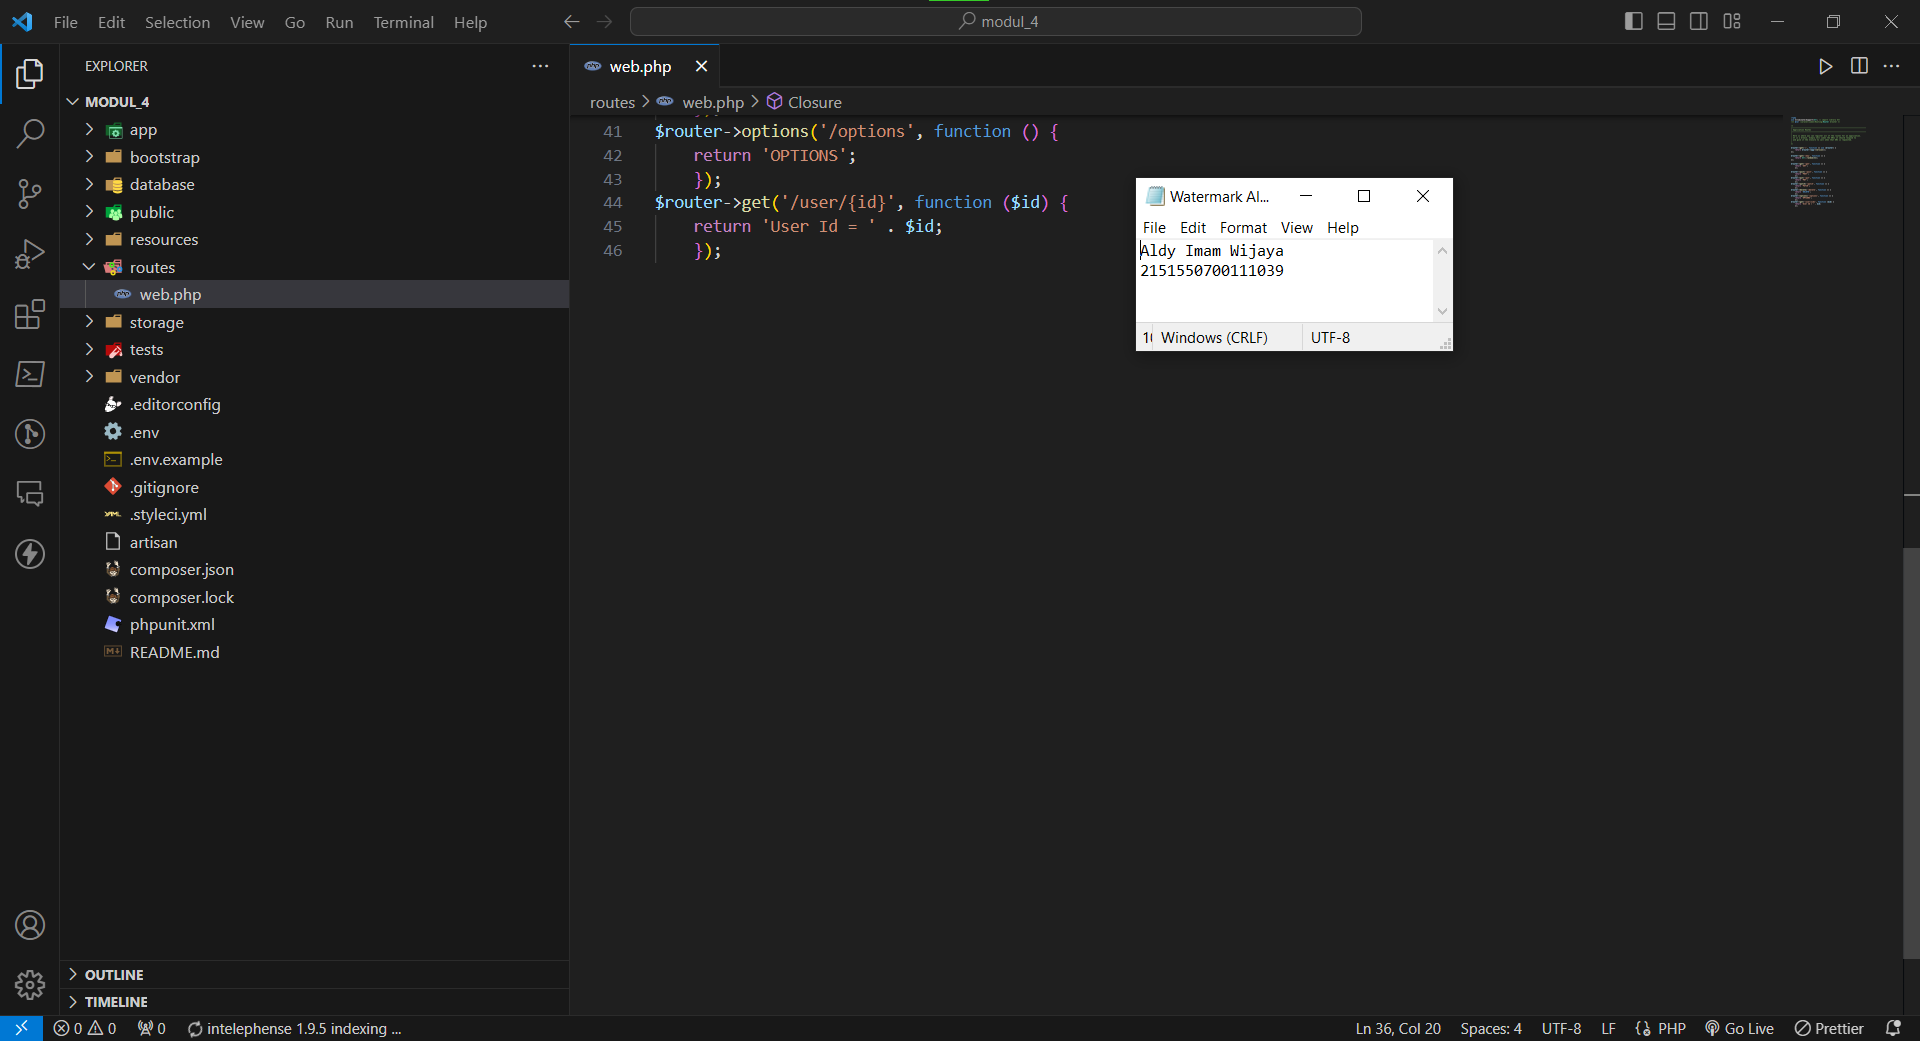 File Edit Selection View Go Run Terminal Help
modul_4
EXPLORER
MODUL_4
app
bootstrap
database
public
resources
routes
web.php
storage
tests
vendor
.editorconfig
.env
.env.example
.gitignore
.styleci.yml
artisan
composer.json
composer.lock
phpunit.xml
README.md
OUTLINE
TIMELINE
web.php
routes > web.php > Closure
41 $router->options('/options', function () {
42 return 'OPTIONS';
43 });
44 $router->get('/user/{id}', function ($id) {
45 return 'User Id = ' . $id;
46 });
Watermark Al...
File Edit Format View Help
Aldy Imam Wijaya
2151550700111039
Windows (CRLF) UTF-8
0 0 0 intelephense 1.9.5 indexing ... Ln 36, Col 20 Spaces: 4 UTF-8 LF PHP Go Live Prettier